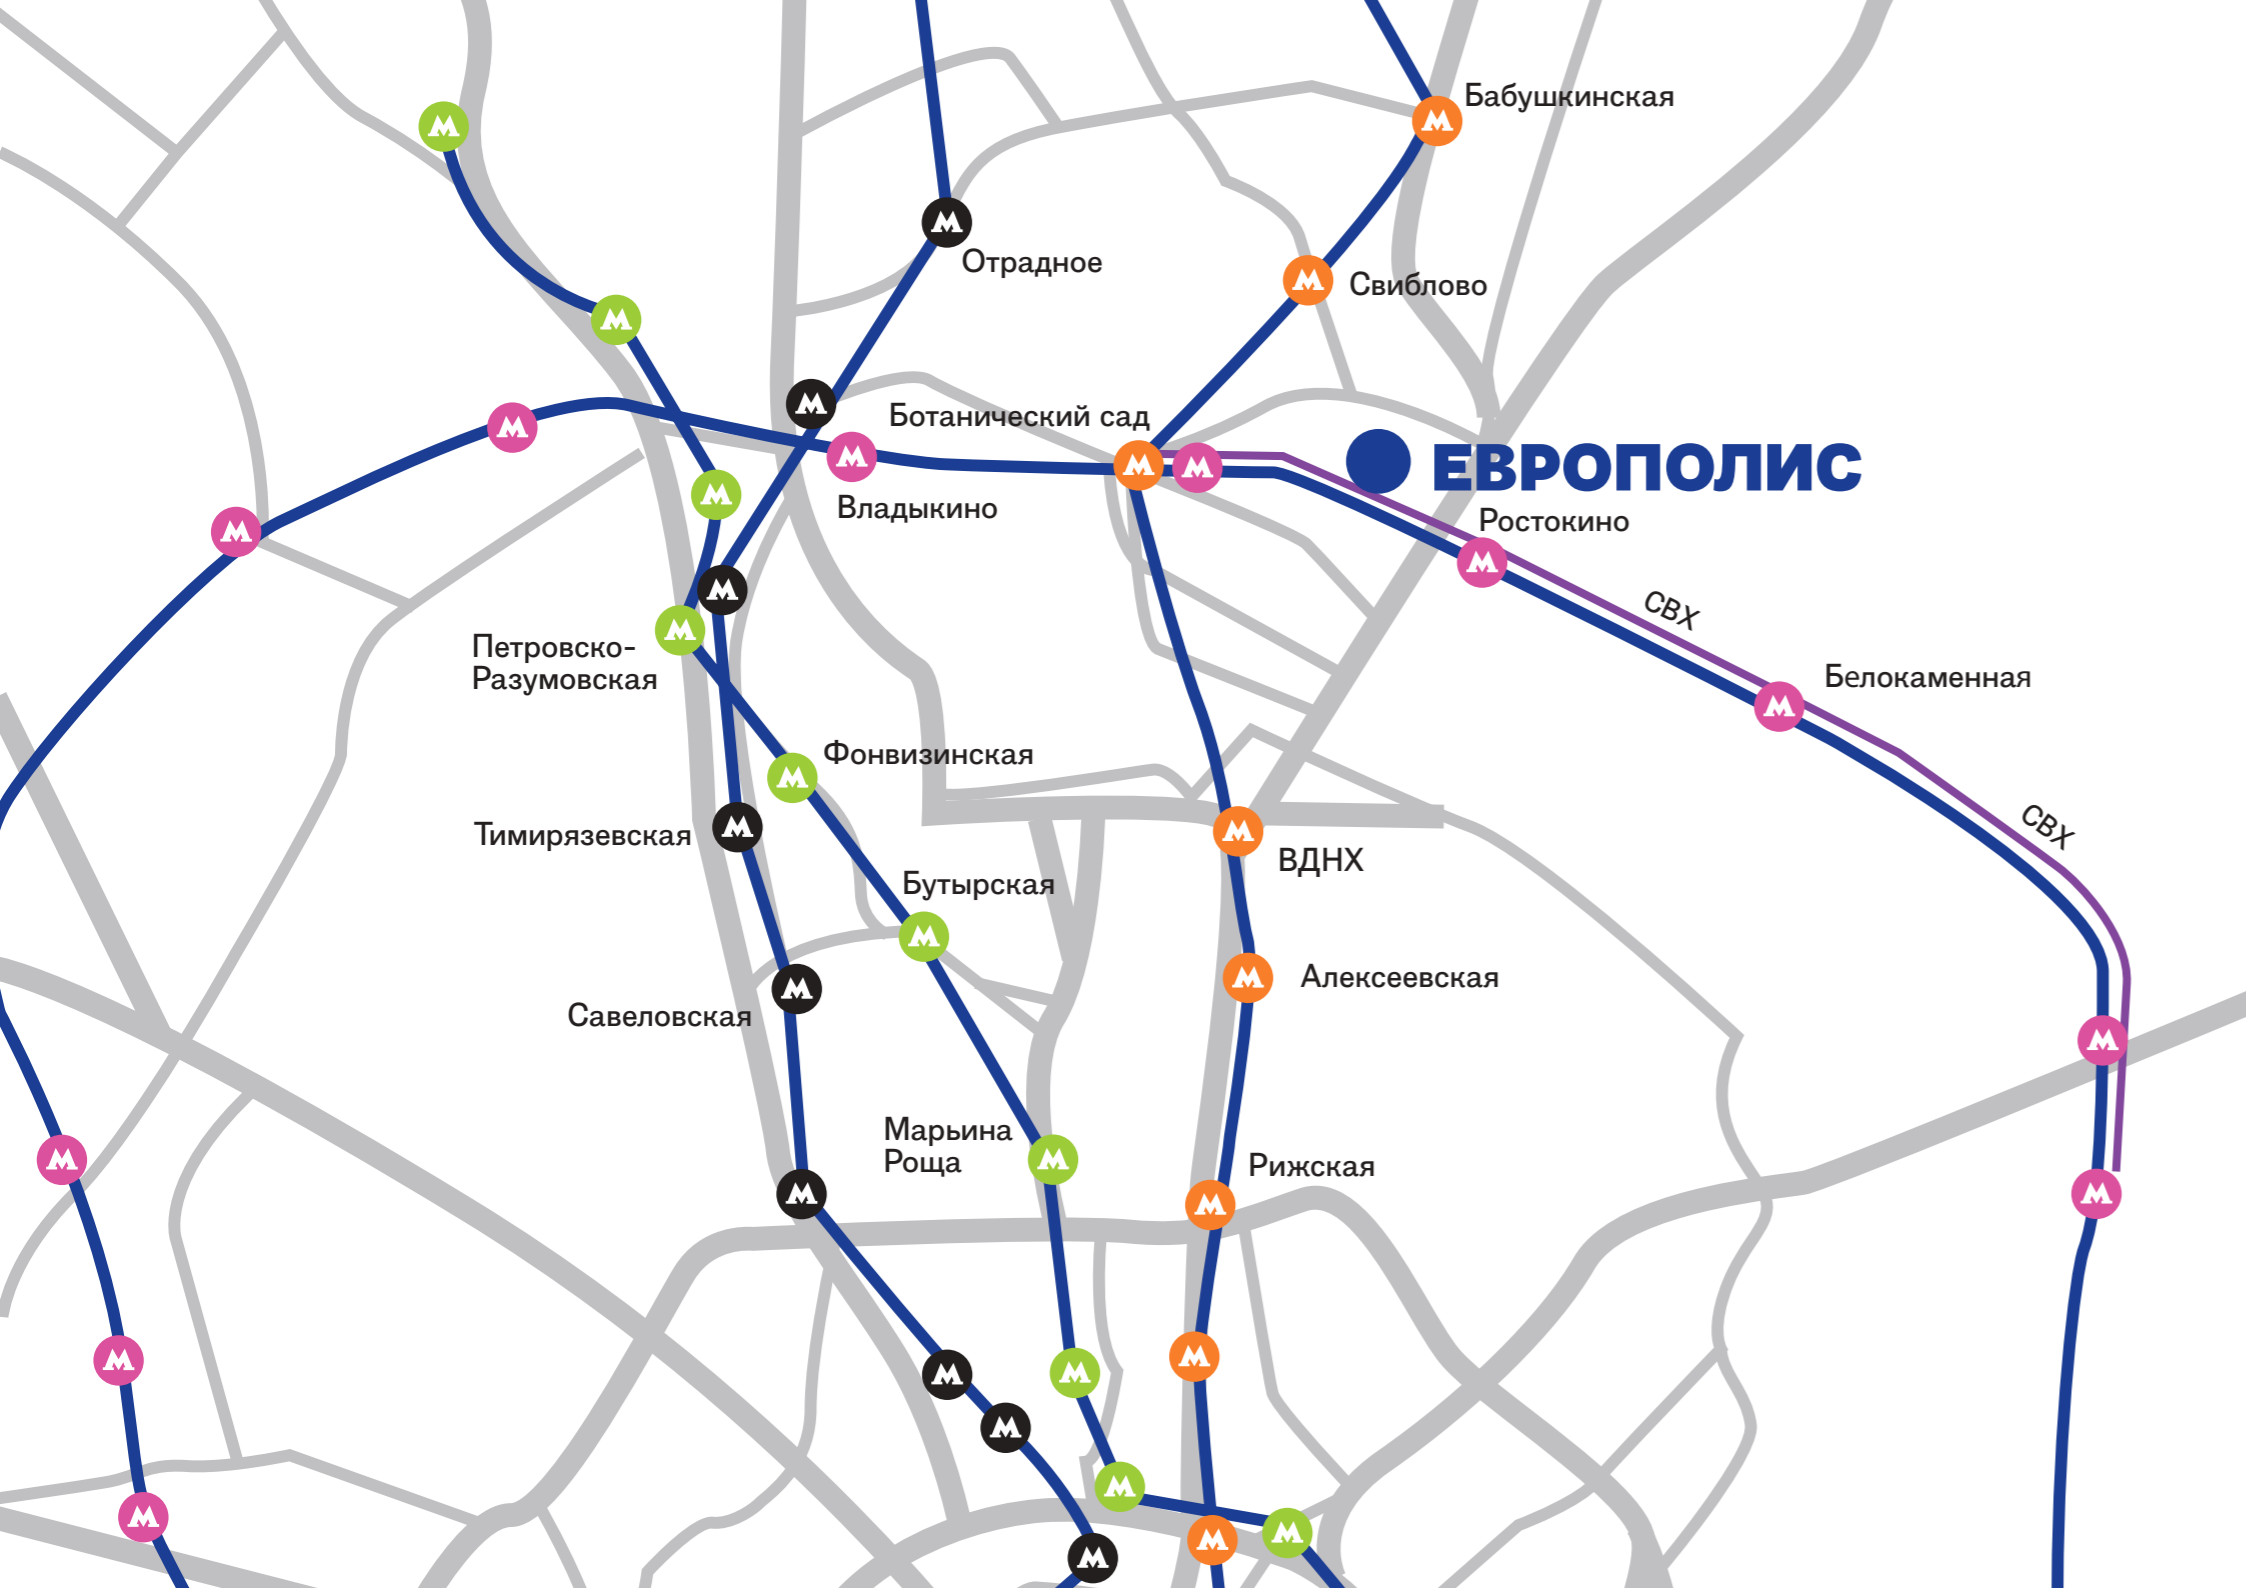 Бабушкинская
Отрадное
Свиблово
Ботанический сад
ЕВРОПОЛИС
Владыкино
Ростокино
СВХ
Петровско-
Разумовская
Белокаменная
Фонвизинская
Тимирязевская
СВХ
ВДНХ
Бутырская
Алексеевская
Савеловская
Марьина
Роща
Рижская